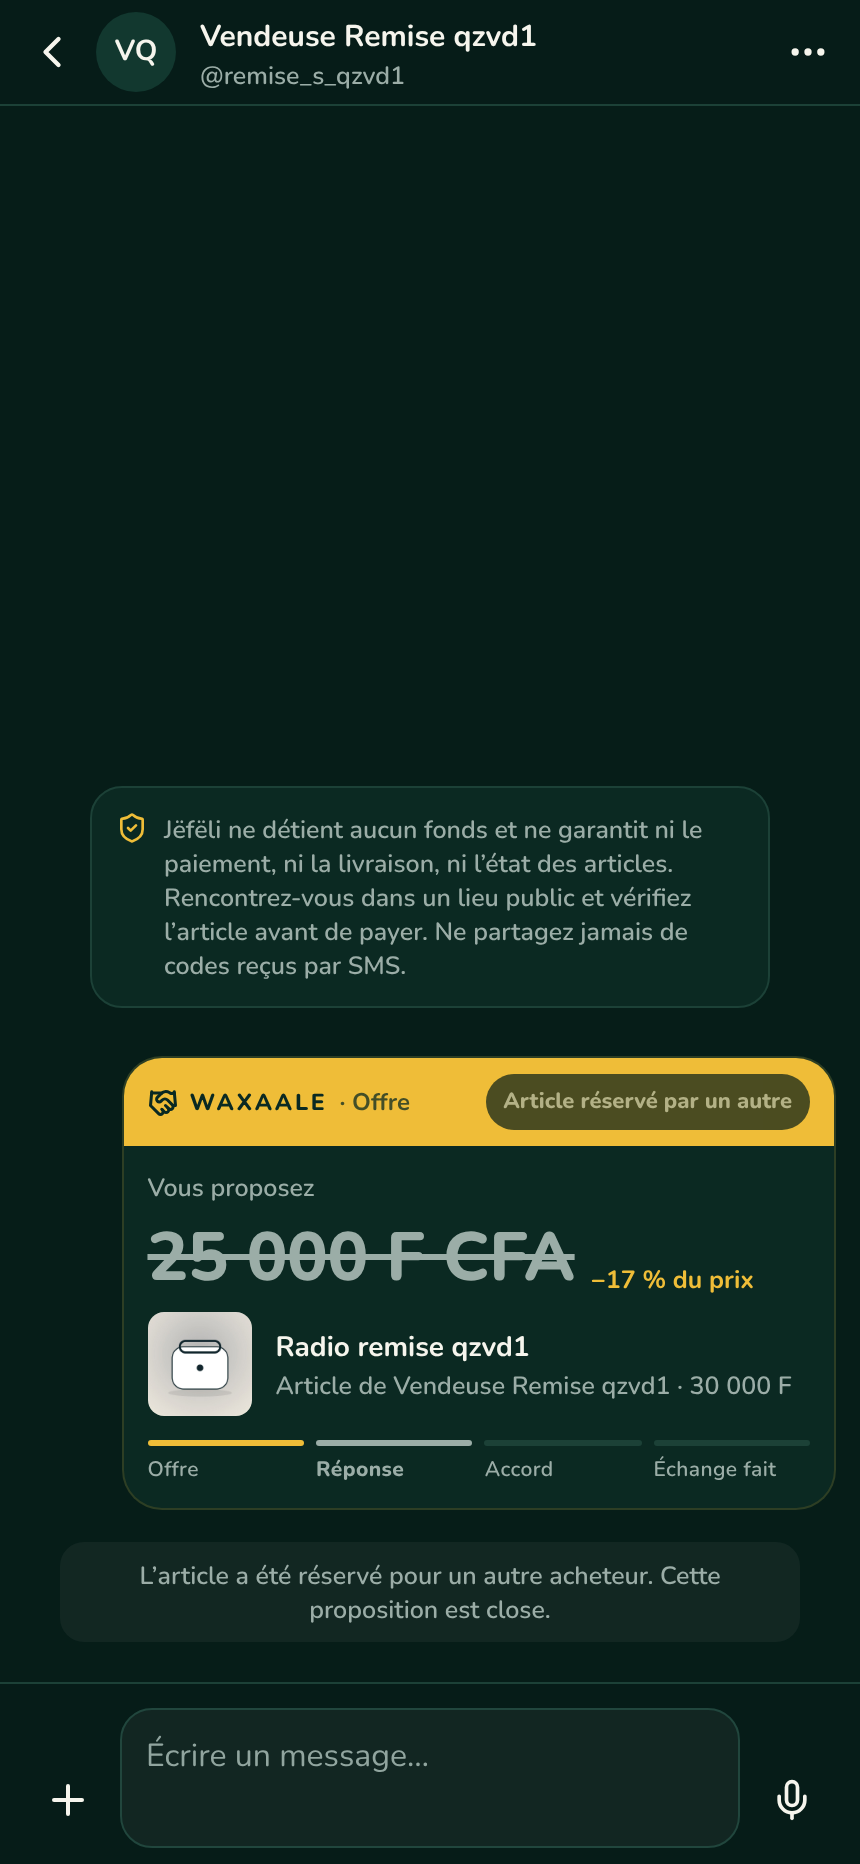 VQ
Vendeuse Remise qzvd1
@remise_s_qzvd1
Jëfëli ne détient aucun fonds et ne garantit ni le
paiement, ni la livraison, ni l’état des articles.
Rencontrez-vous dans un lieu public et vérifiez
l’article avant de payer. Ne partagez jamais de
codes reçus par SMS.
WAXAALE · Offre
Article réservé par un autre
Vous proposez
25 000 F CFA
−17 % du prix
Radio remise qzvd1
Article de Vendeuse Remise qzvd1 · 30 000 F
Offre
Réponse
Accord
Échange fait
L’article a été réservé pour un autre acheteur. Cette
proposition est close.
Écrire un message...